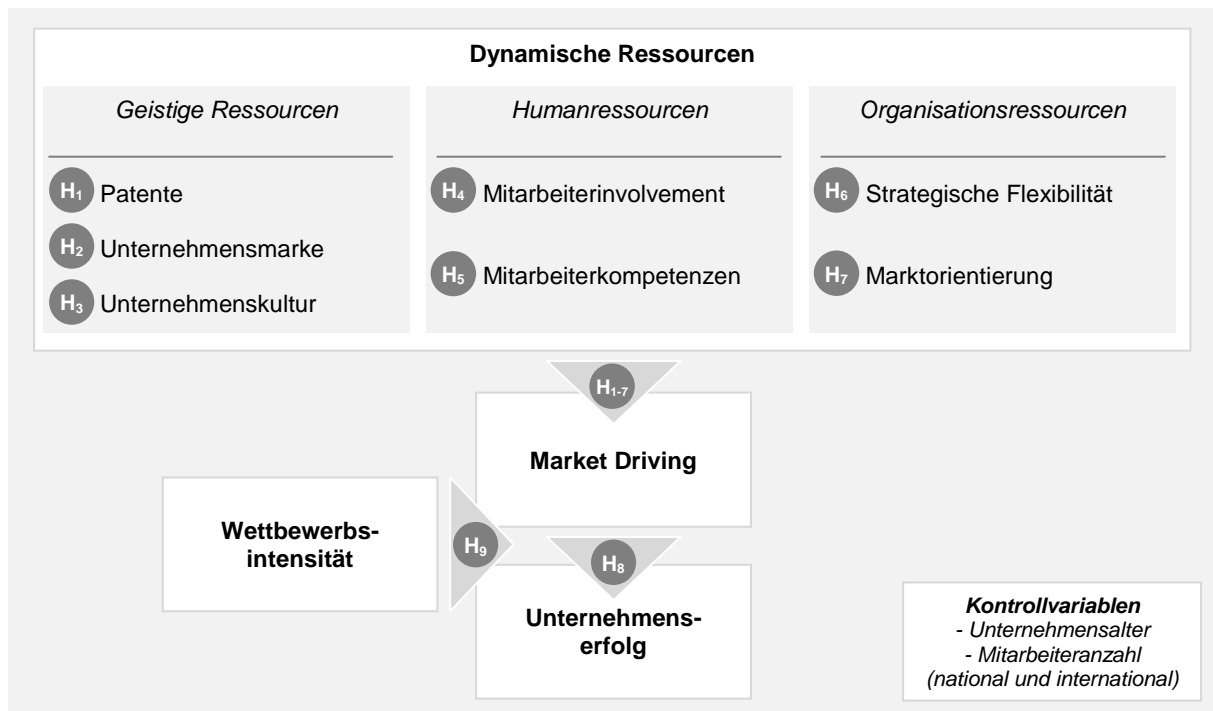 Dynamische Ressourcen
Geistige Ressourcen
H₁ Patente
H₂ Unternehmensmarke
H₃ Unternehmenskultur
Humanressourcen
H₄ Mitarbeiterinvolvement
H₅ Mitarbeiterkompetenzen
Organisationsressourcen
H₆ Strategische Flexibilität
H₇ Marktorientierung
H₁₋₇
Market Driving
Wettbewerbs-
intensität
H₉
H₈
Unternehmens-
erfolg
Kontrollvariablen
- Unternehmensalter
- Mitarbeiteranzahl
(national und international)